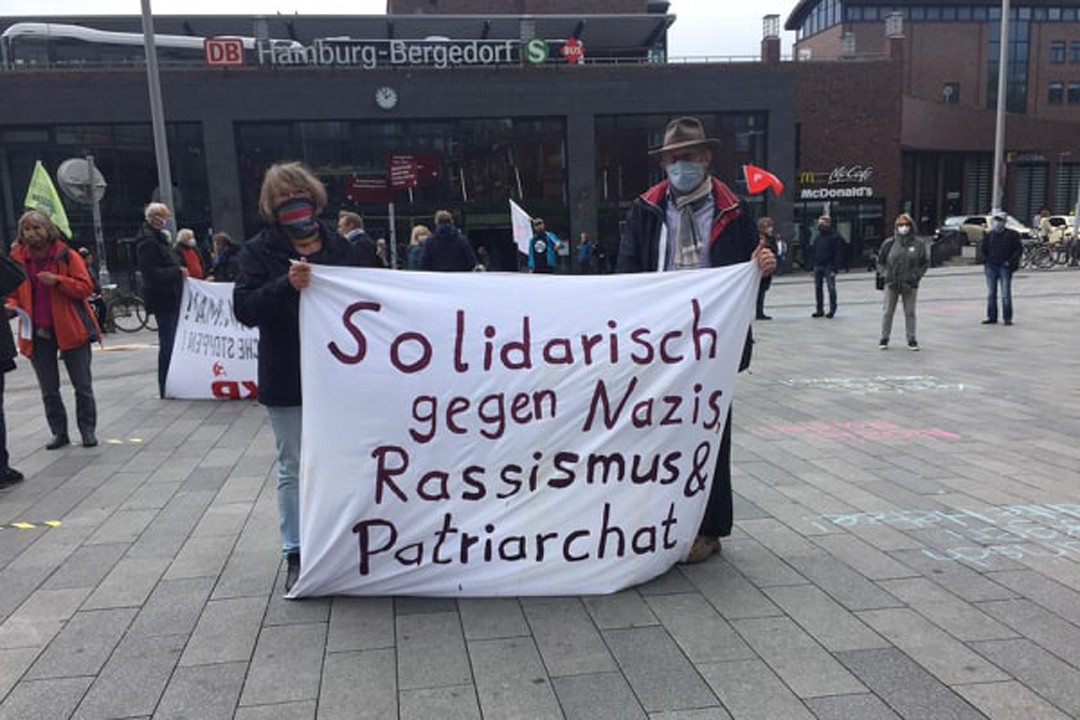 DB Hamburg-Bergedorf S BUS
McCafé
McDonald's
Solidarisch
gegen Nazis,
Rassismus &
Patriarchat